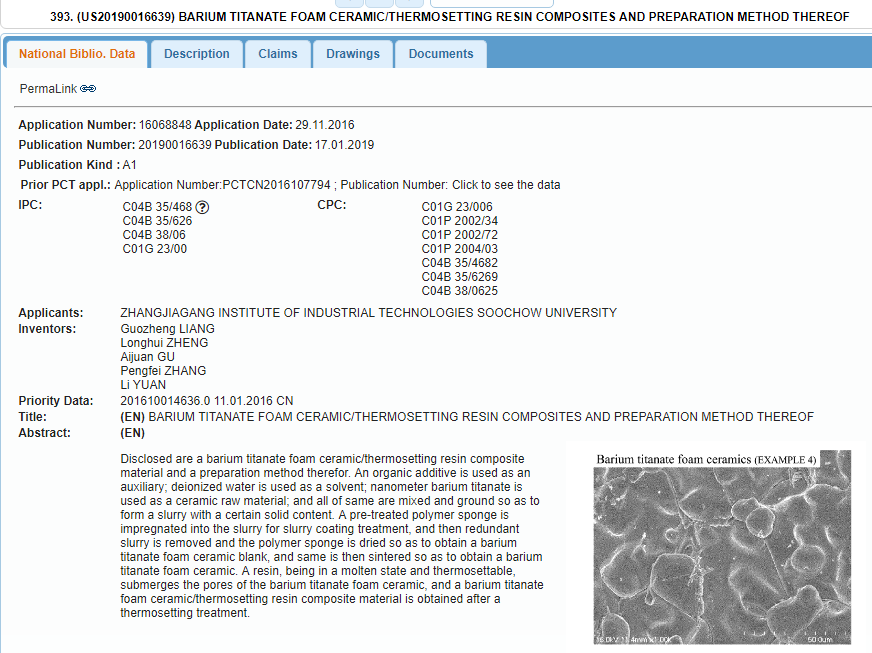 393. (US20190016639) BARIUM TITANATE FOAM CERAMIC/THERMOSETTING RESIN COMPOSITES AND PREPARATION METHOD THEREOF
National Biblio. Data Description Claims Drawings Documents
PermaLink
Application Number: 16068848 Application Date: 29.11.2016
Publication Number: 20190016639 Publication Date: 17.01.2019
Publication Kind : A1
Prior PCT appl.: Application Number:PCTCN2016107794 ; Publication Number: Click to see the data
IPC:
C04B 35/468 ?
C04B 35/626
C04B 38/06
C01G 23/00
CPC:
C01G 23/006
C01P 2002/34
C01P 2002/72
C01P 2004/03
C04B 35/4682
C04B 35/6269
C04B 38/0625
Applicants: ZHANGJIAGANG INSTITUTE OF INDUSTRIAL TECHNOLOGIES SOOCHOW UNIVERSITY
Inventors: Guozheng LIANG
Longhui ZHENG
Aijuan GU
Pengfei ZHANG
Li YUAN
Priority Data: 201610014636.0 11.01.2016 CN
Title: (EN) BARIUM TITANATE FOAM CERAMIC/THERMOSETTING RESIN COMPOSITES AND PREPARATION METHOD THEREOF
Abstract: (EN)
Disclosed are a barium titanate foam ceramic/thermosetting resin composite
material and a preparation method therefor. An organic additive is used as an
auxiliary; deionized water is used as a solvent; nanometer barium titanate is
used as a ceramic raw material; and all of same are mixed and ground so as to
form a slurry with a certain solid content. A pre-treated polymer sponge is
impregnated into the slurry for slurry coating treatment, and then redundant
slurry is removed and the polymer sponge is dried so as to obtain a barium
titanate foam ceramic blank, and same is then sintered so as to obtain a barium
titanate foam ceramic. A resin, being in a molten state and thermosettable,
submerges the pores of the barium titanate foam ceramic, and a barium titanate
foam ceramic/thermosetting resin composite material is obtained after a
thermosetting treatment.
Barium titanate foam ceramics (EXAMPLE 4)
50.0um